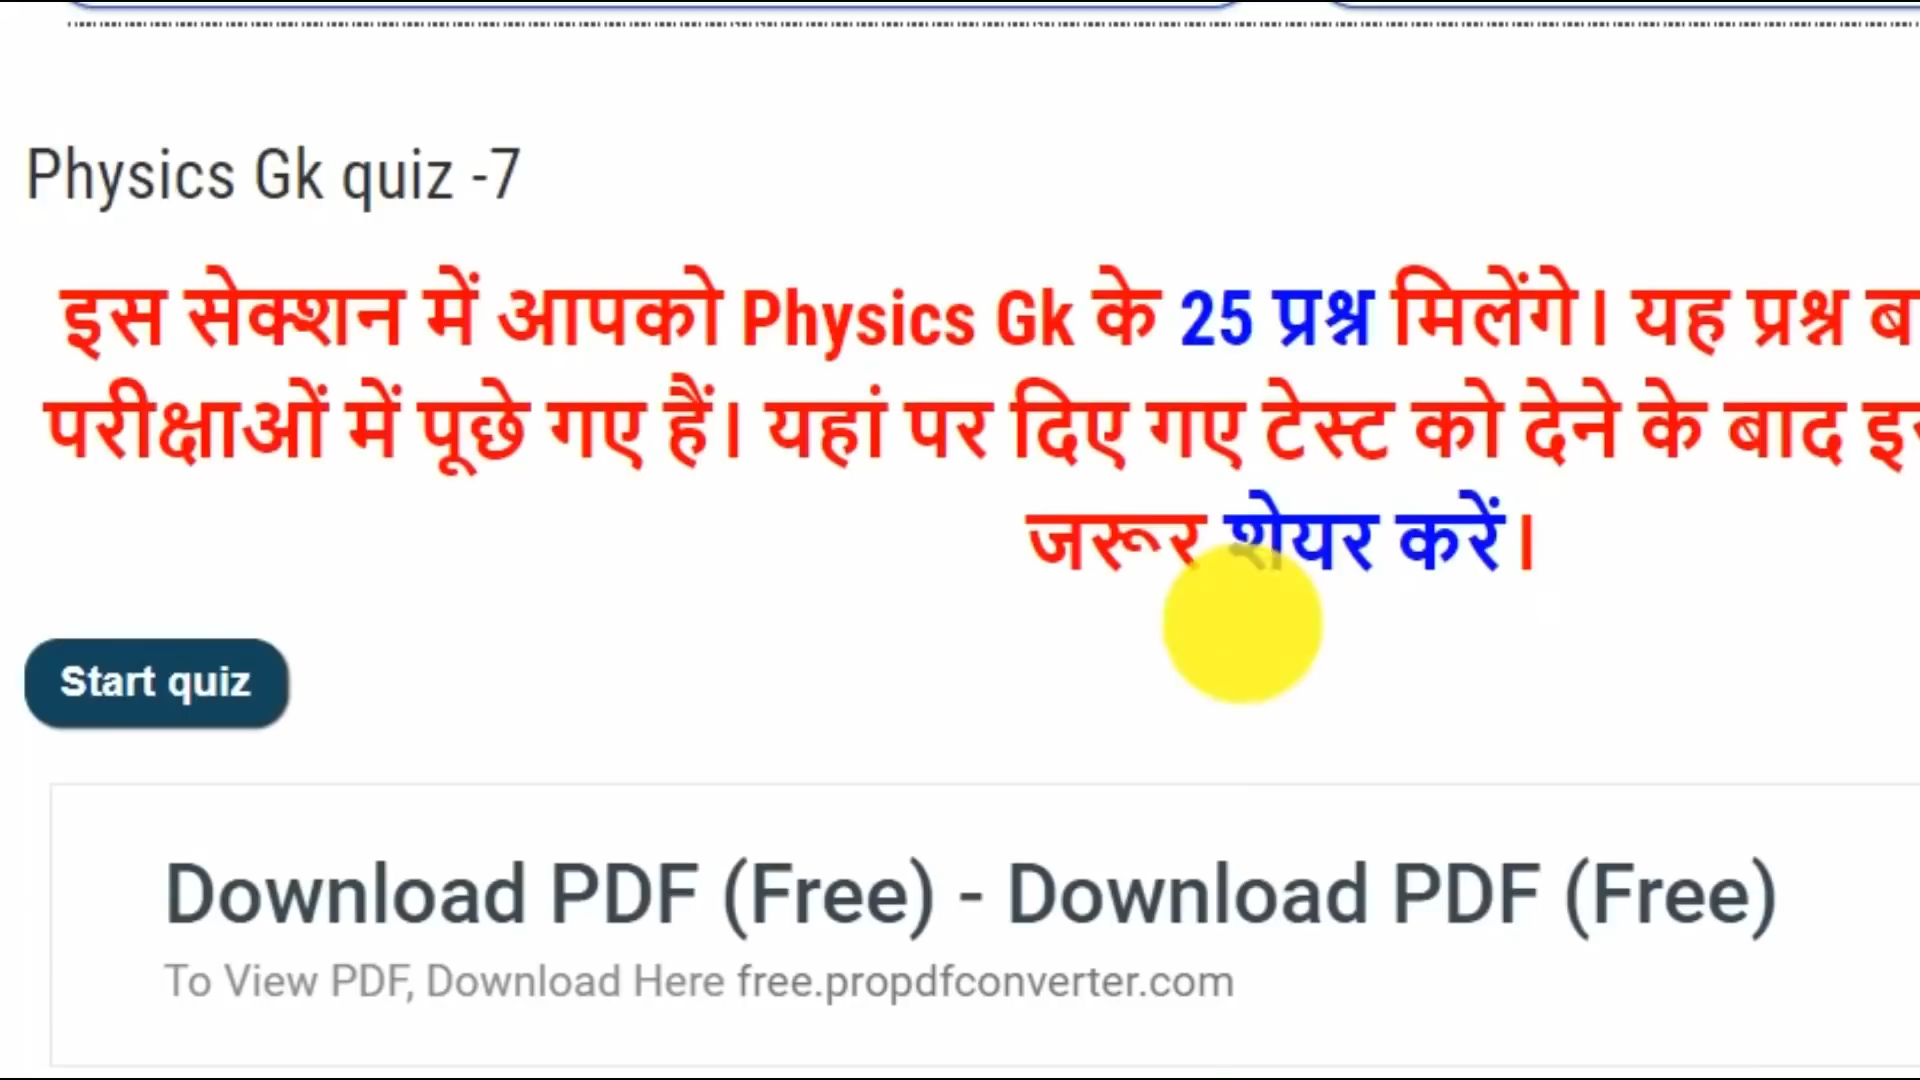 Physics Gk quiz -7
इस सेक्शन में आपको Physics Gk के 25 प्रश्न मिलेंगे। यह प्रश्न
परीक्षाओं में पूछे गए हैं। यहां पर दिए गए टेस्ट को देने के बाद
जरूर शेयर करें।
Start quiz
Download PDF (Free) - Download PDF (Free)
To View PDF, Download Here free.propdfconverter.com